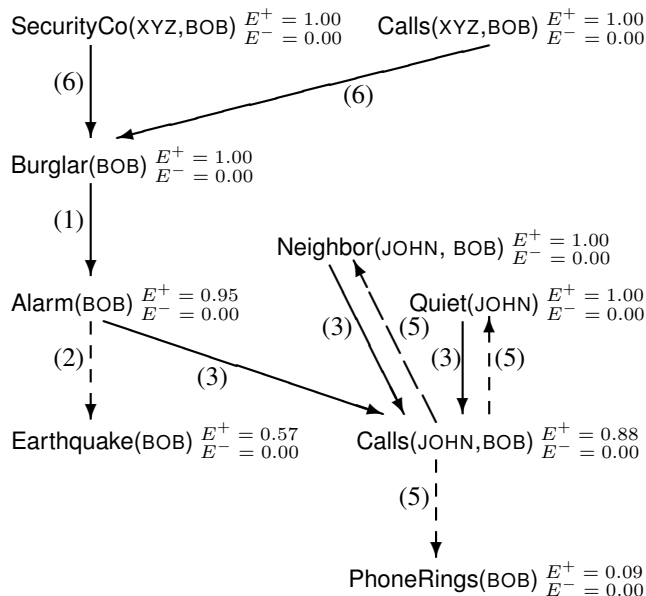 SecurityCo(XYZ,BOB) E+ = 1.00 E− = 0.00 Calls(XYZ,BOB) E+ = 1.00 E− = 0.00
(6) (6)
Burglar(BOB) E+ = 1.00 E− = 0.00
(1)
Neighbor(JOHN, BOB) E+ = 1.00 E− = 0.00
Alarm(BOB) E+ = 0.95 E− = 0.00 Quiet(JOHN) E+ = 1.00 E− = 0.00
(2) (3) (3) (5) (3) (5)
Earthquake(BOB) E+ = 0.57 E− = 0.00 Calls(JOHN,BOB) E+ = 0.88 E− = 0.00
(5)
PhoneRings(BOB) E+ = 0.09 E− = 0.00